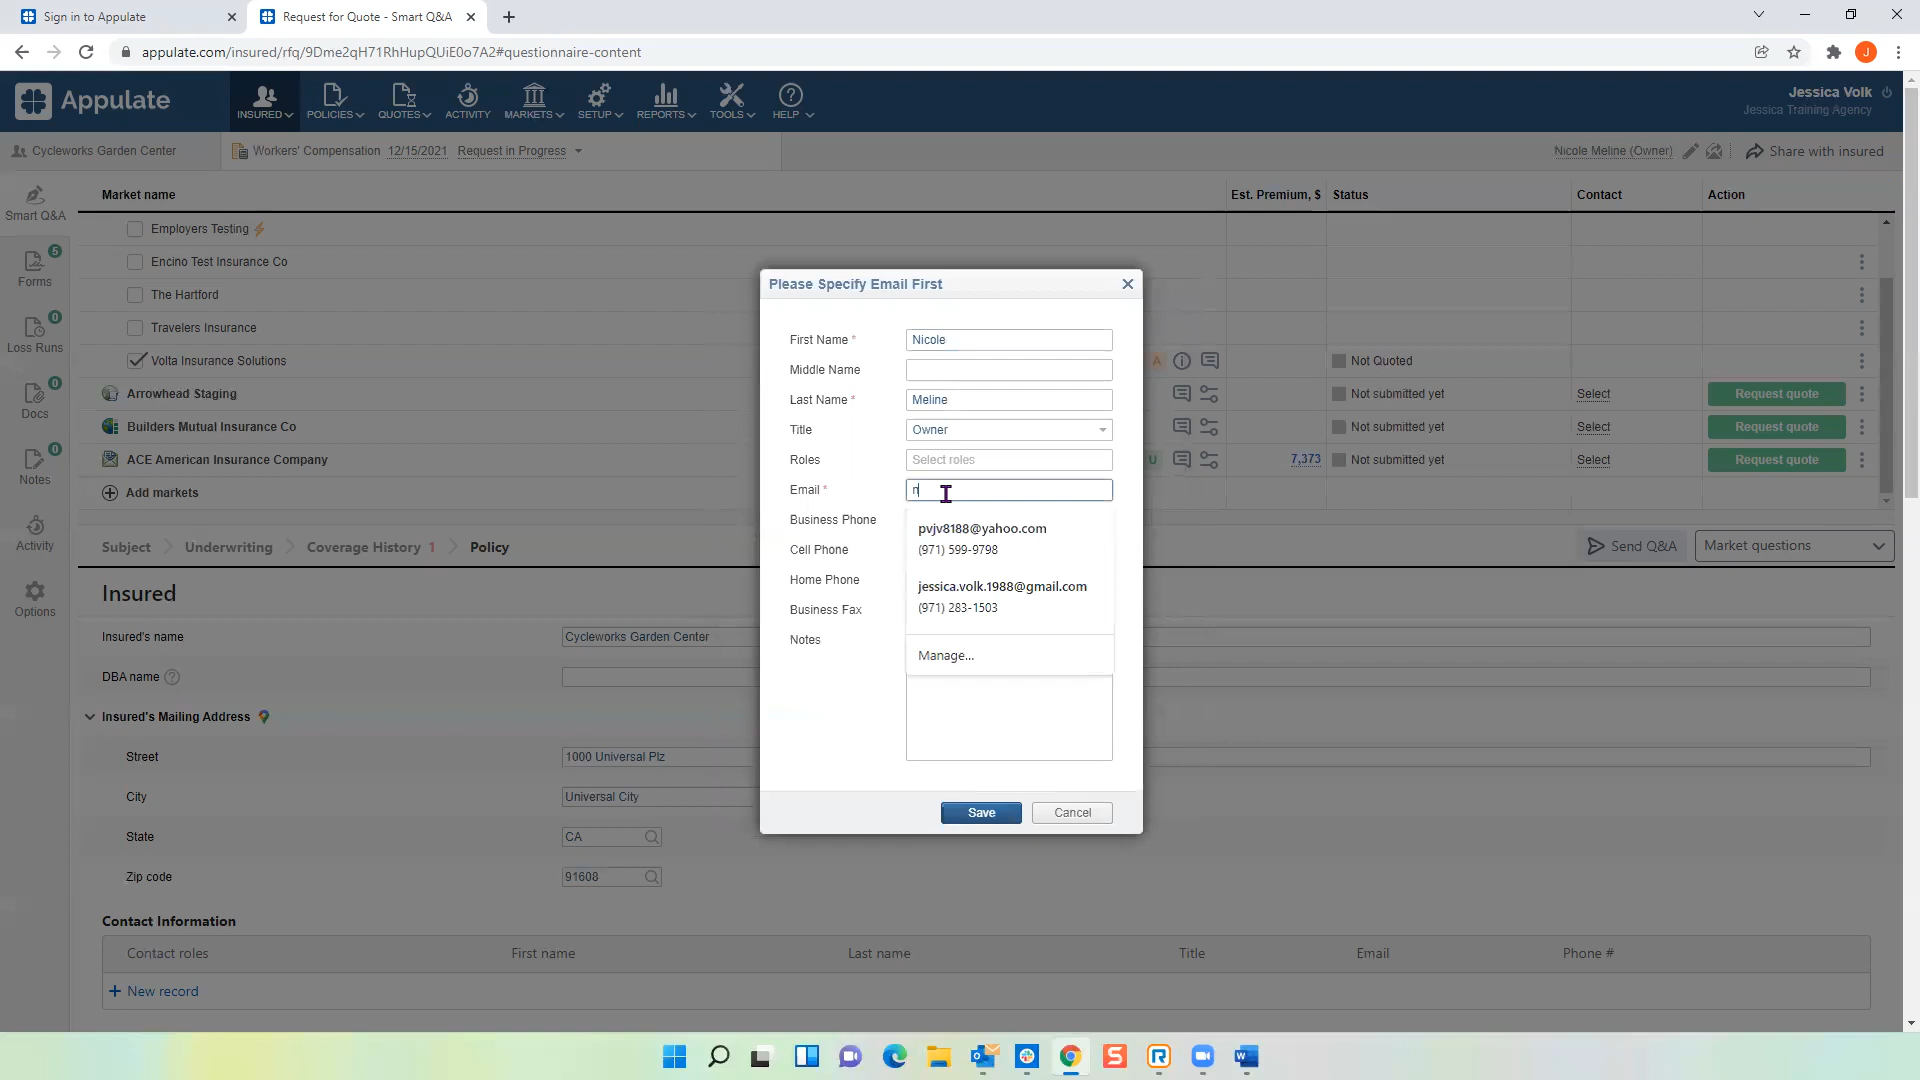 Sign in to Appulate
Request for Quote - Smart Q&A
appulate.com/insured/rfq/9Dme2qH71RhHupQUiE0o7A2#questionnaire-content
J
Appulate
INSURED
POLICIES
QUOTES
ACTIVITY
MARKETS
SETUP
REPORTS
TOOLS
HELP
Jessica Volk
Jessica Training Agency
Cycleworks Garden Center
Workers' Compensation 12/15/2021 Request in Progress
Nicole Meline (Owner)
Share with insured
Smart Q&A
Forms 5
Loss Runs 0
Docs 0
Notes 0
Activity
Options
Market name Est. Premium, $ Status Contact Action
Employers Testing
Encino Test Insurance Co
The Hartford
Travelers Insurance
Volta Insurance Solutions A Not Quoted
Arrowhead Staging Not submitted yet Select Request quote
Builders Mutual Insurance Co Not submitted yet Select Request quote
ACE American Insurance Company U 7,373 Not submitted yet Select Request quote
Add markets
Subject Underwriting Coverage History 1 Policy
Send Q&A
Market questions
Insured
Insured's name Cycleworks Garden Center
DBA name
Insured's Mailing Address
Street 1000 Universal Plz
City Universal City
State CA
Zip code 91608
Contact Information
Contact roles First name Last name Title Email Phone #
+ New record
Please Specify Email First
First Name * Nicole
Middle Name
Last Name * Meline
Title Owner
Roles Select roles
Email * n
Business Phone
Cell Phone
Home Phone
Business Fax
Notes
pvjv8188@yahoo.com
(971) 599-9798
jessica.volk.1988@gmail.com
(971) 283-1503
Manage...
Save
Cancel